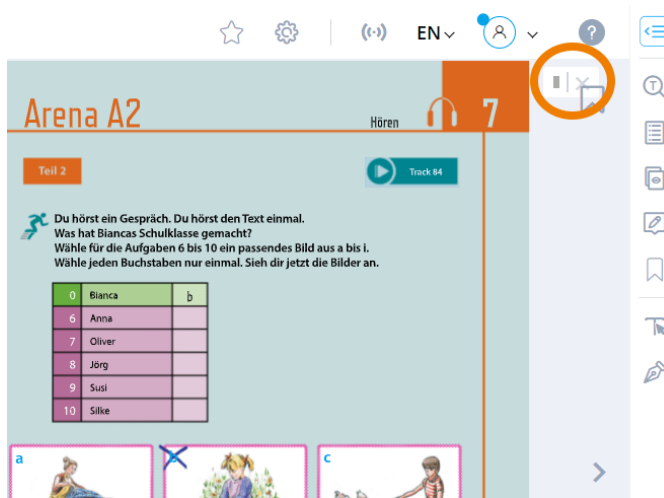 EN
?
Arena A2
Hören
7
Teil 2
Track 84
Du hörst ein Gespräch. Du hörst den Text einmal.
Was hat Biancas Schulklasse gemacht?
Wähle für die Aufgaben 6 bis 10 ein passendes Bild aus a bis i.
Wähle jeden Buchstaben nur einmal. Sieh dir jetzt die Bilder an.
0 Bianca b
6 Anna
7 Oliver
8 Jörg
9 Susi
10 Silke
a b c